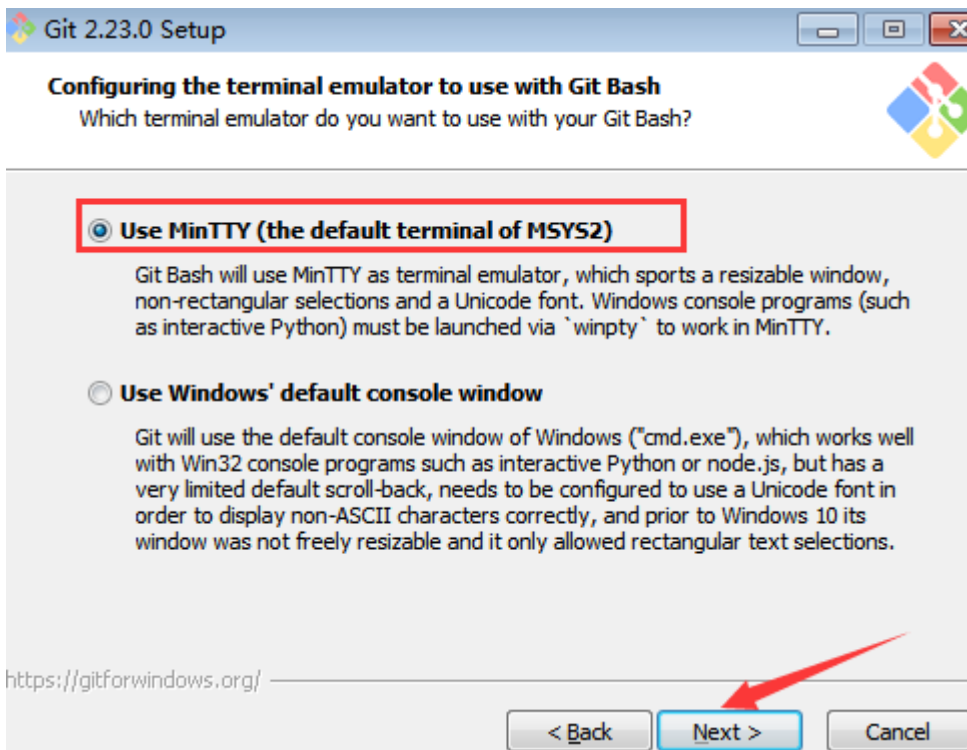 Git 2.23.0 Setup
Configuring the terminal emulator to use with Git Bash
Which terminal emulator do you want to use with your Git Bash?
Use MinTTY (the default terminal of MSYS2)
Git Bash will use MinTTY as terminal emulator, which sports a resizable window,
non-rectangular selections and a Unicode font. Windows console programs (such
as interactive Python) must be launched via `winpty` to work in MinTTY.
Use Windows' default console window
Git will use the default console window of Windows ("cmd.exe"), which works well
with Win32 console programs such as interactive Python or node.js, but has a
very limited default scroll-back, needs to be configured to use a Unicode font in
order to display non-ASCII characters correctly, and prior to Windows 10 its
window was not freely resizable and it only allowed rectangular text selections.
https://gitforwindows.org/
< Back
Next >
Cancel